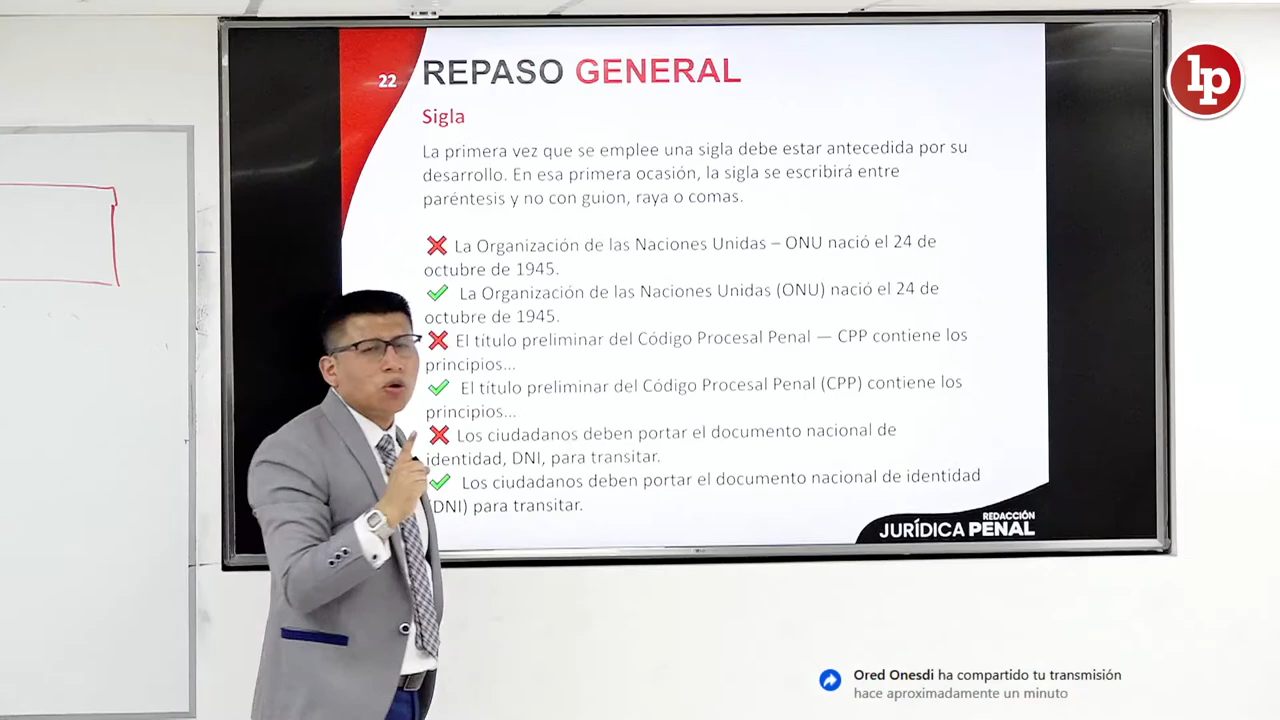 22
REPASO GENERAL
Sigla
La primera vez que se emplee una sigla debe estar antecedida por su
desarrollo. En esa primera ocasión, la sigla se escribirá entre
paréntesis y no con guion, raya o comas.
La Organización de las Naciones Unidas – ONU nació el 24 de
octubre de 1945.
La Organización de las Naciones Unidas (ONU) nació el 24 de
octubre de 1945.
El título preliminar del Código Procesal Penal — CPP contiene los
principios...
El título preliminar del Código Procesal Penal (CPP) contiene los
principios...
Los ciudadanos deben portar el documento nacional de
identidad, DNI, para transitar.
Los ciudadanos deben portar el documento nacional de identidad
(DNI) para transitar.
REDACCIÓN
JURÍDICA PENAL
lp
Ored Onesdi ha compartido tu transmisión
hace aproximadamente un minuto